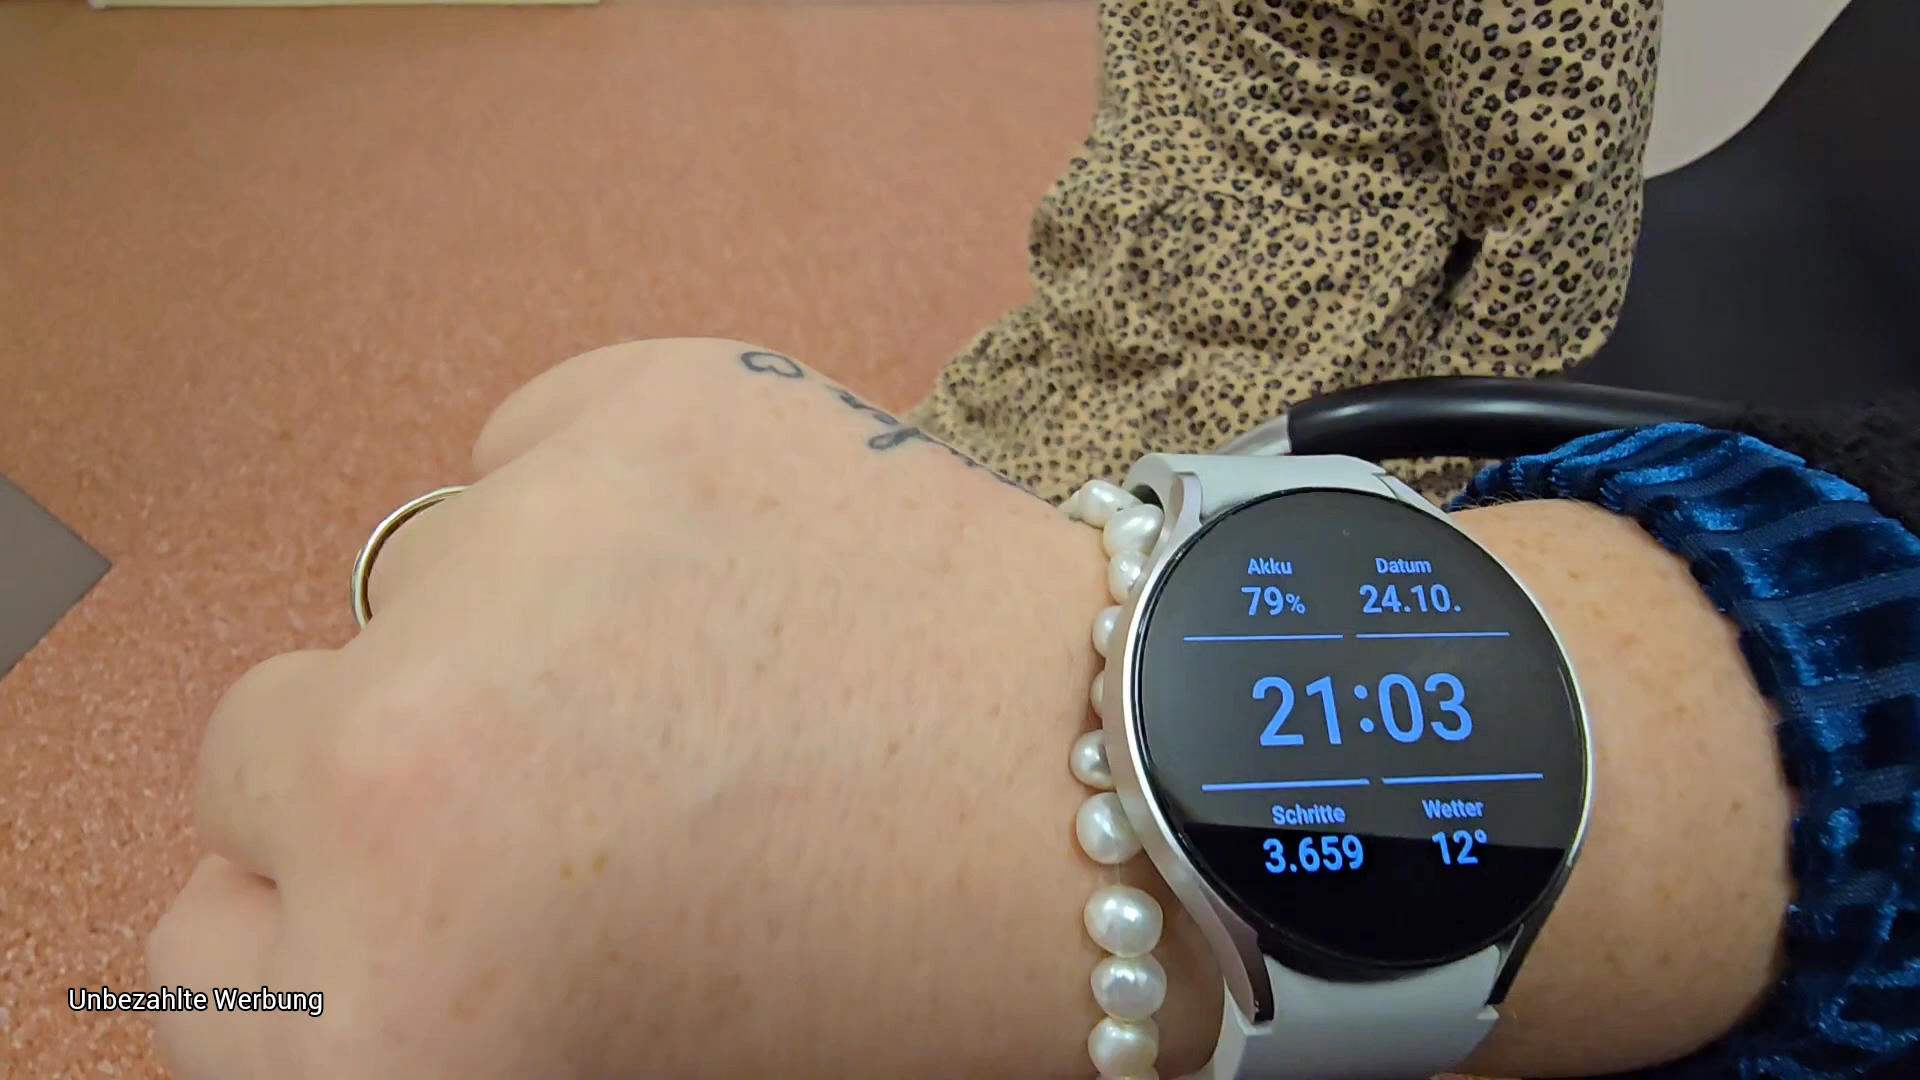 Akku Datum
79% 24.10.
21:03
Schritte Wetter
3.659 12°
Unbezahlte Werbung